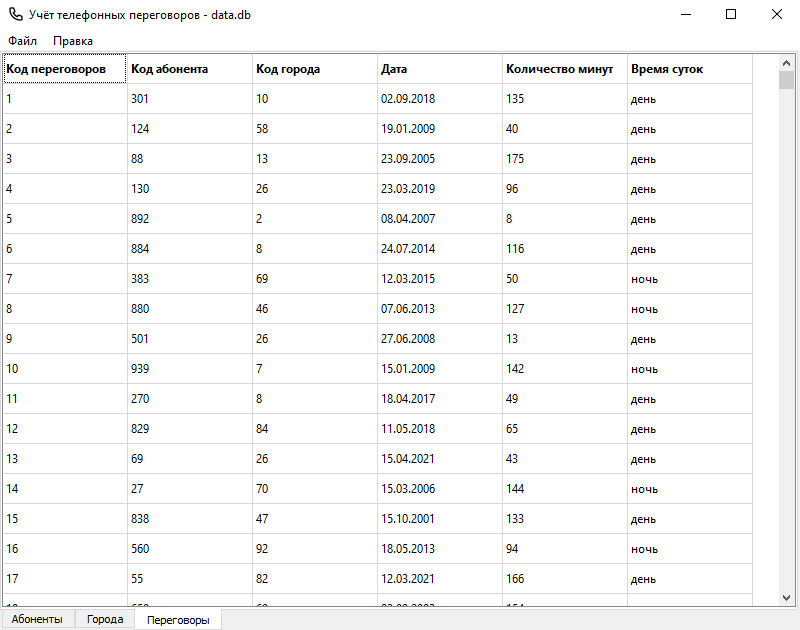 Учёт телефонных переговоров - data.db
Файл Правка
Код переговоров Код абонента Код города Дата Количество минут Время суток
1 301 10 02.09.2018 135 день
2 124 58 19.01.2009 40 день
3 88 13 23.09.2005 175 день
4 130 26 23.03.2019 96 день
5 892 2 08.04.2007 8 день
6 884 8 24.07.2014 116 день
7 383 69 12.03.2015 50 ночь
8 880 46 07.06.2013 127 ночь
9 501 26 27.06.2008 13 день
10 939 7 15.01.2009 142 ночь
11 270 8 18.04.2017 49 день
12 829 84 11.05.2018 65 день
13 69 26 15.04.2021 43 день
14 27 70 15.03.2006 144 ночь
15 838 47 15.10.2001 133 день
16 560 92 18.05.2013 94 ночь
17 55 82 12.03.2021 166 день
Абоненты Города Переговоры